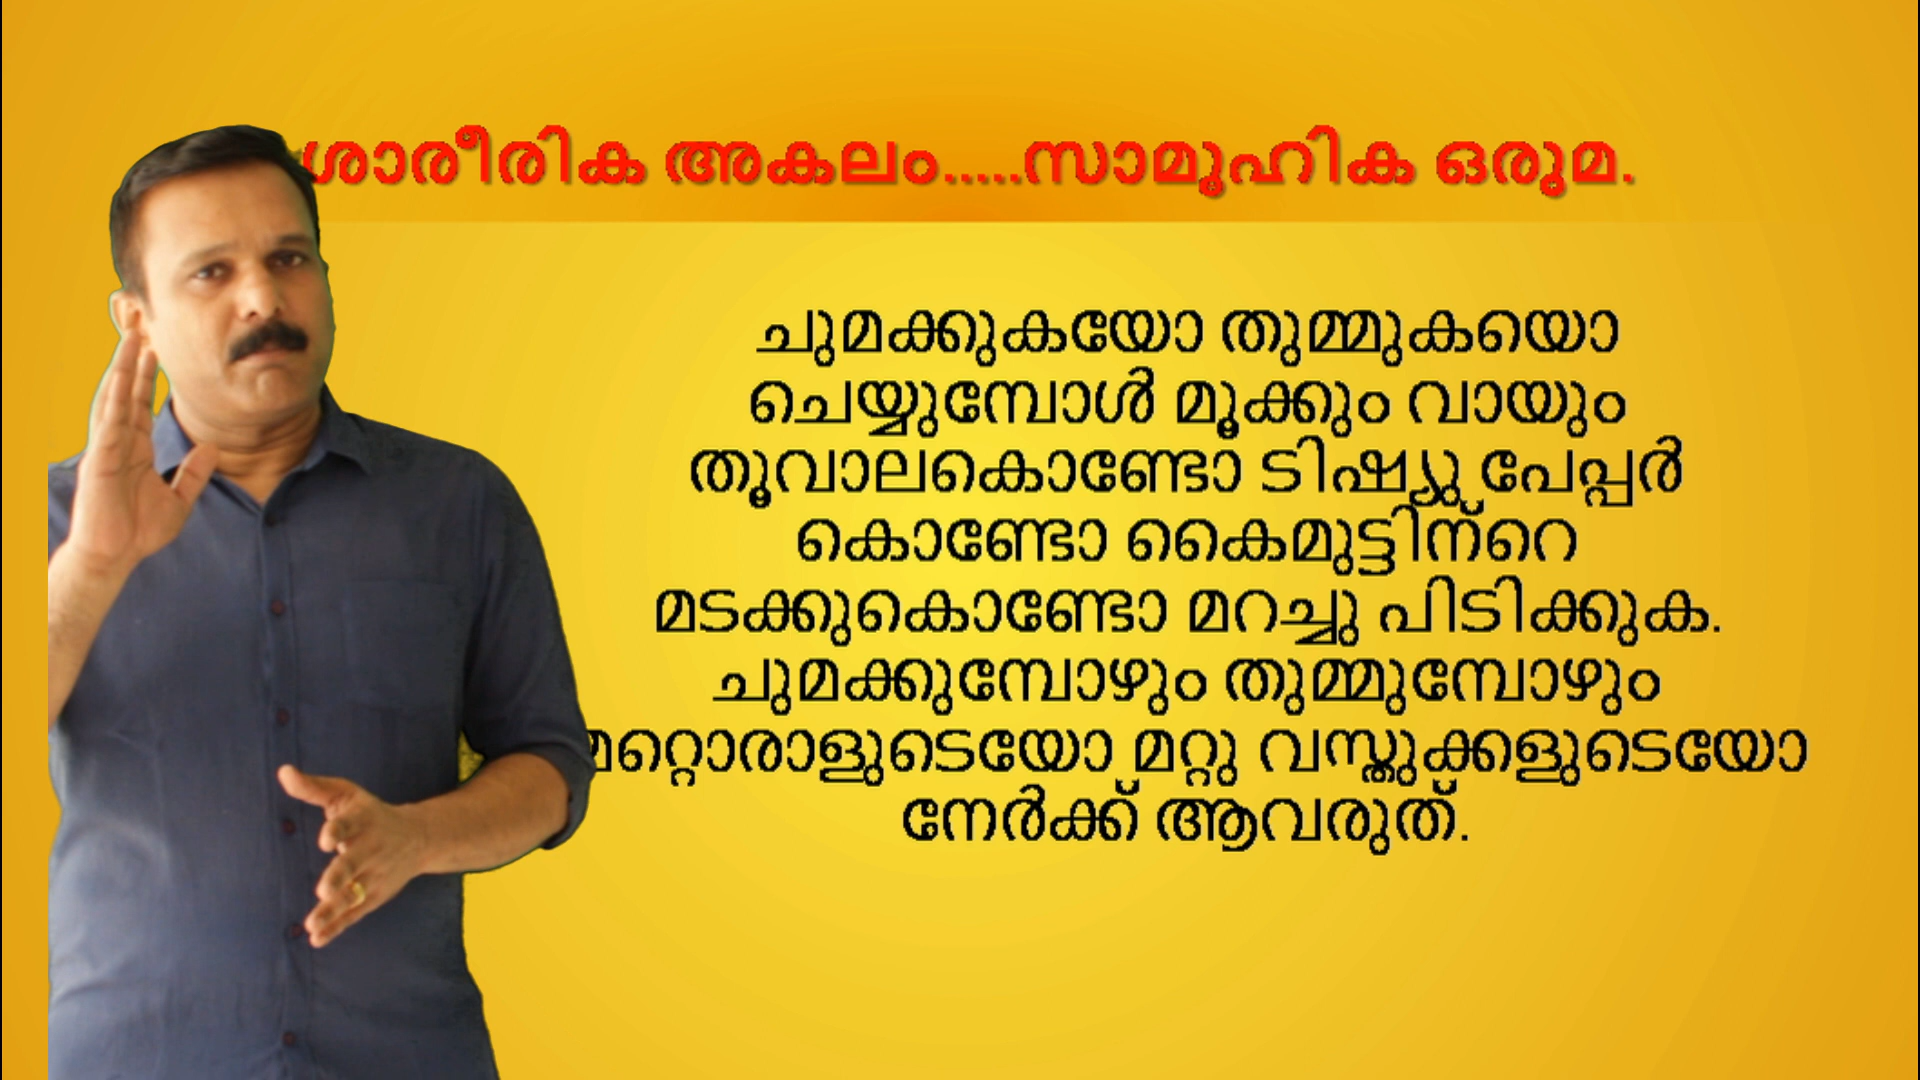 ശാരീരിക അകലം.....സാമൂഹിക ഒരുമ.
ചുമക്കുകയോ തുമ്മുകയൊ
ചെയ്യുമ്പോൾ മൂക്കും വായും
തൂവാലകൊണ്ടോ ടിഷ്യു പേപ്പർ
കൊണ്ടോ കൈമുട്ടിന്റെ
മടക്കുകൊണ്ടോ മറച്ചു പിടിക്കുക.
ചുമക്കുമ്പോഴും തുമ്മുമ്പോഴും
മറ്റൊരാളുടെയോ മറ്റു വസ്തുക്കളുടെയോ
നേർക്ക് ആവരുത്.